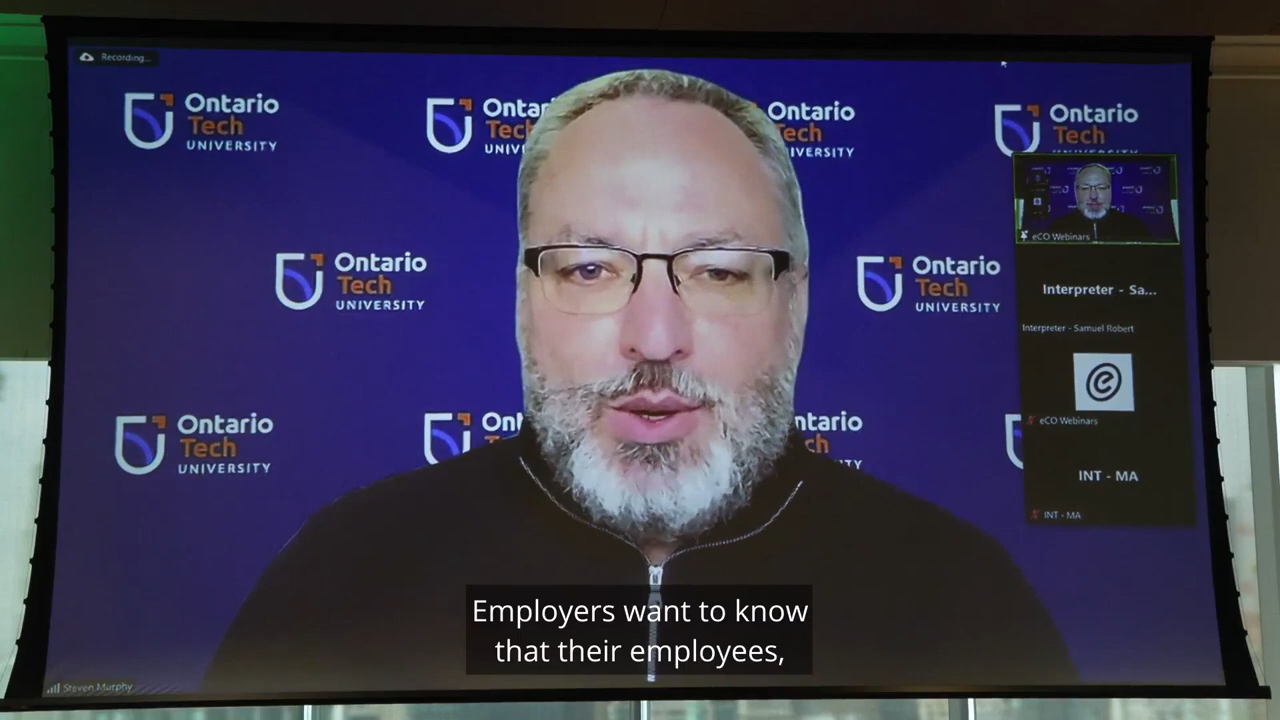 Recording...
Ontario
Tech
UNIVERSITY
Ontario
Tech
Ontario
Tech
UNIVERSITY
Ontario
Tech
Ontario
Tech
UNIVERSITY
Ontario
Tech
UNIVERSITY
Ontario
Tech
UNIVERSITY
eCO Webinars
Interpreter - Sa...
Interpreter - Samuel Robert
eCO Webinars
INT - MA
INT - MA
Employers want to know
that their employees,
Steven Murphy